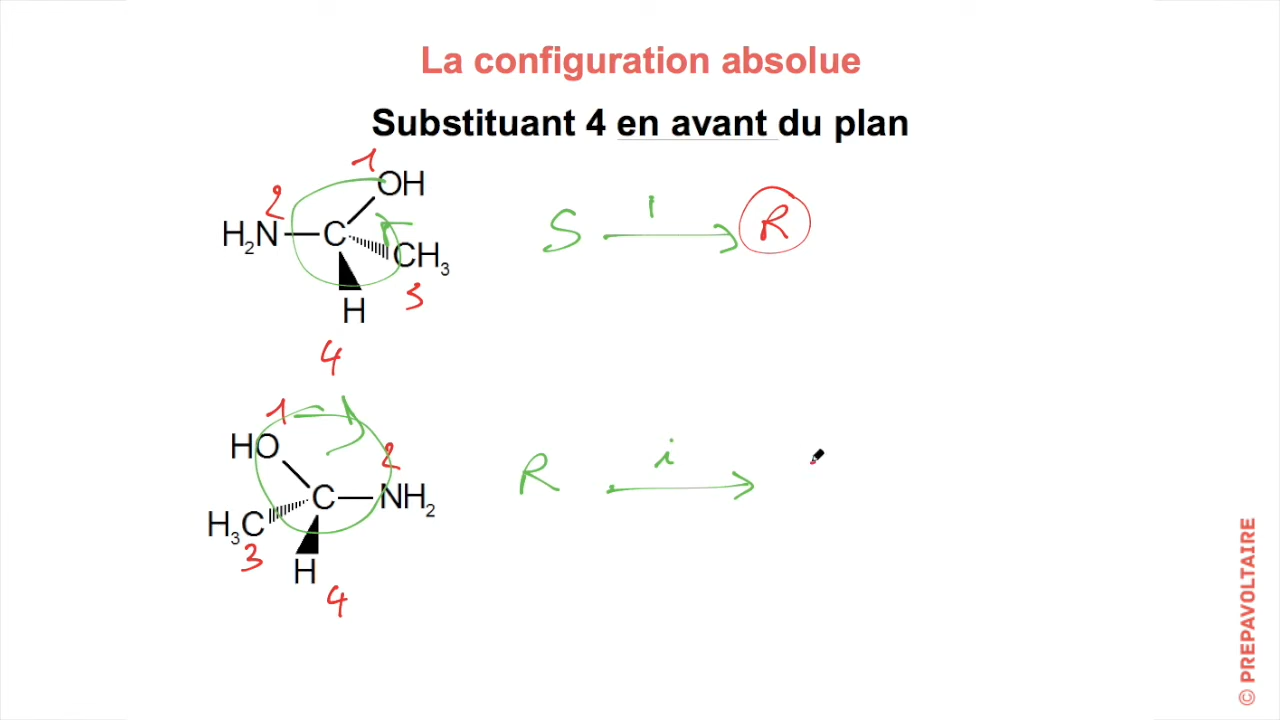 La configuration absolue
Substituant 4 en avant du plan
1
OH
2
H₂N C
CH₃
3
H
4
S i R
1
HO
2
C NH₂
H₃C
3
H
4
R i
© PREPAVOLTAIRE